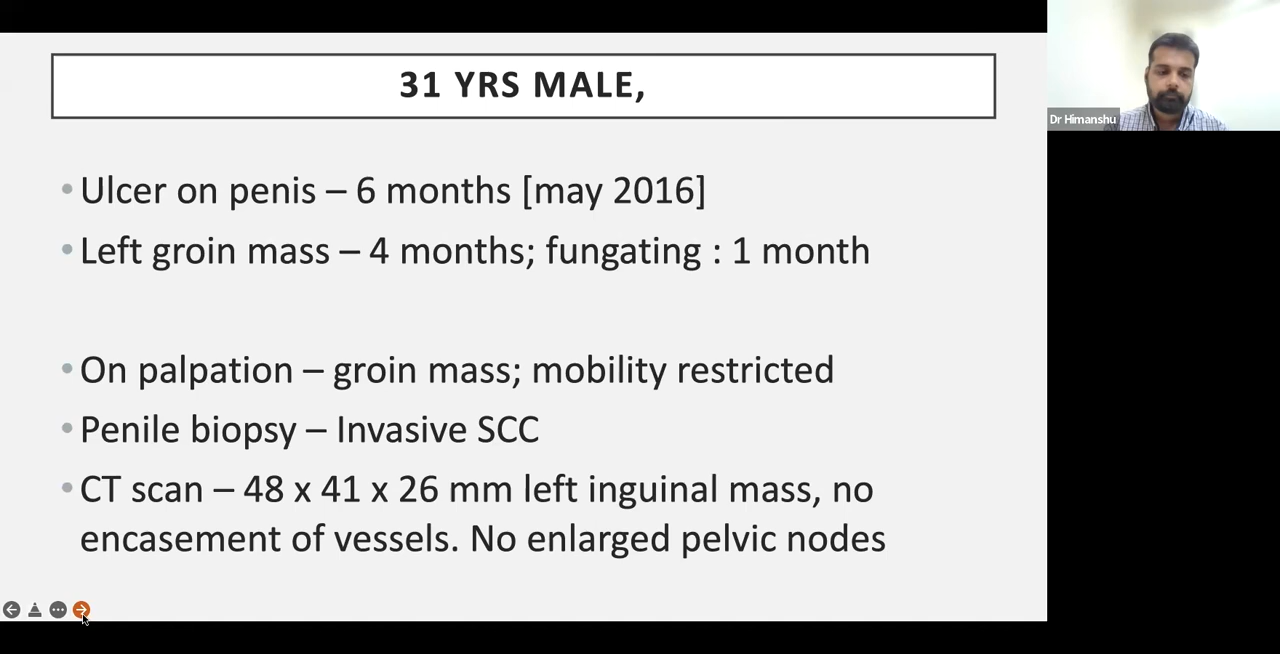 31 YRS MALE,
• Ulcer on penis – 6 months [may 2016]
• Left groin mass – 4 months; fungating : 1 month
• On palpation – groin mass; mobility restricted
• Penile biopsy – Invasive SCC
• CT scan – 48 x 41 x 26 mm left inguinal mass, no
encasement of vessels. No enlarged pelvic nodes
Dr Himanshu